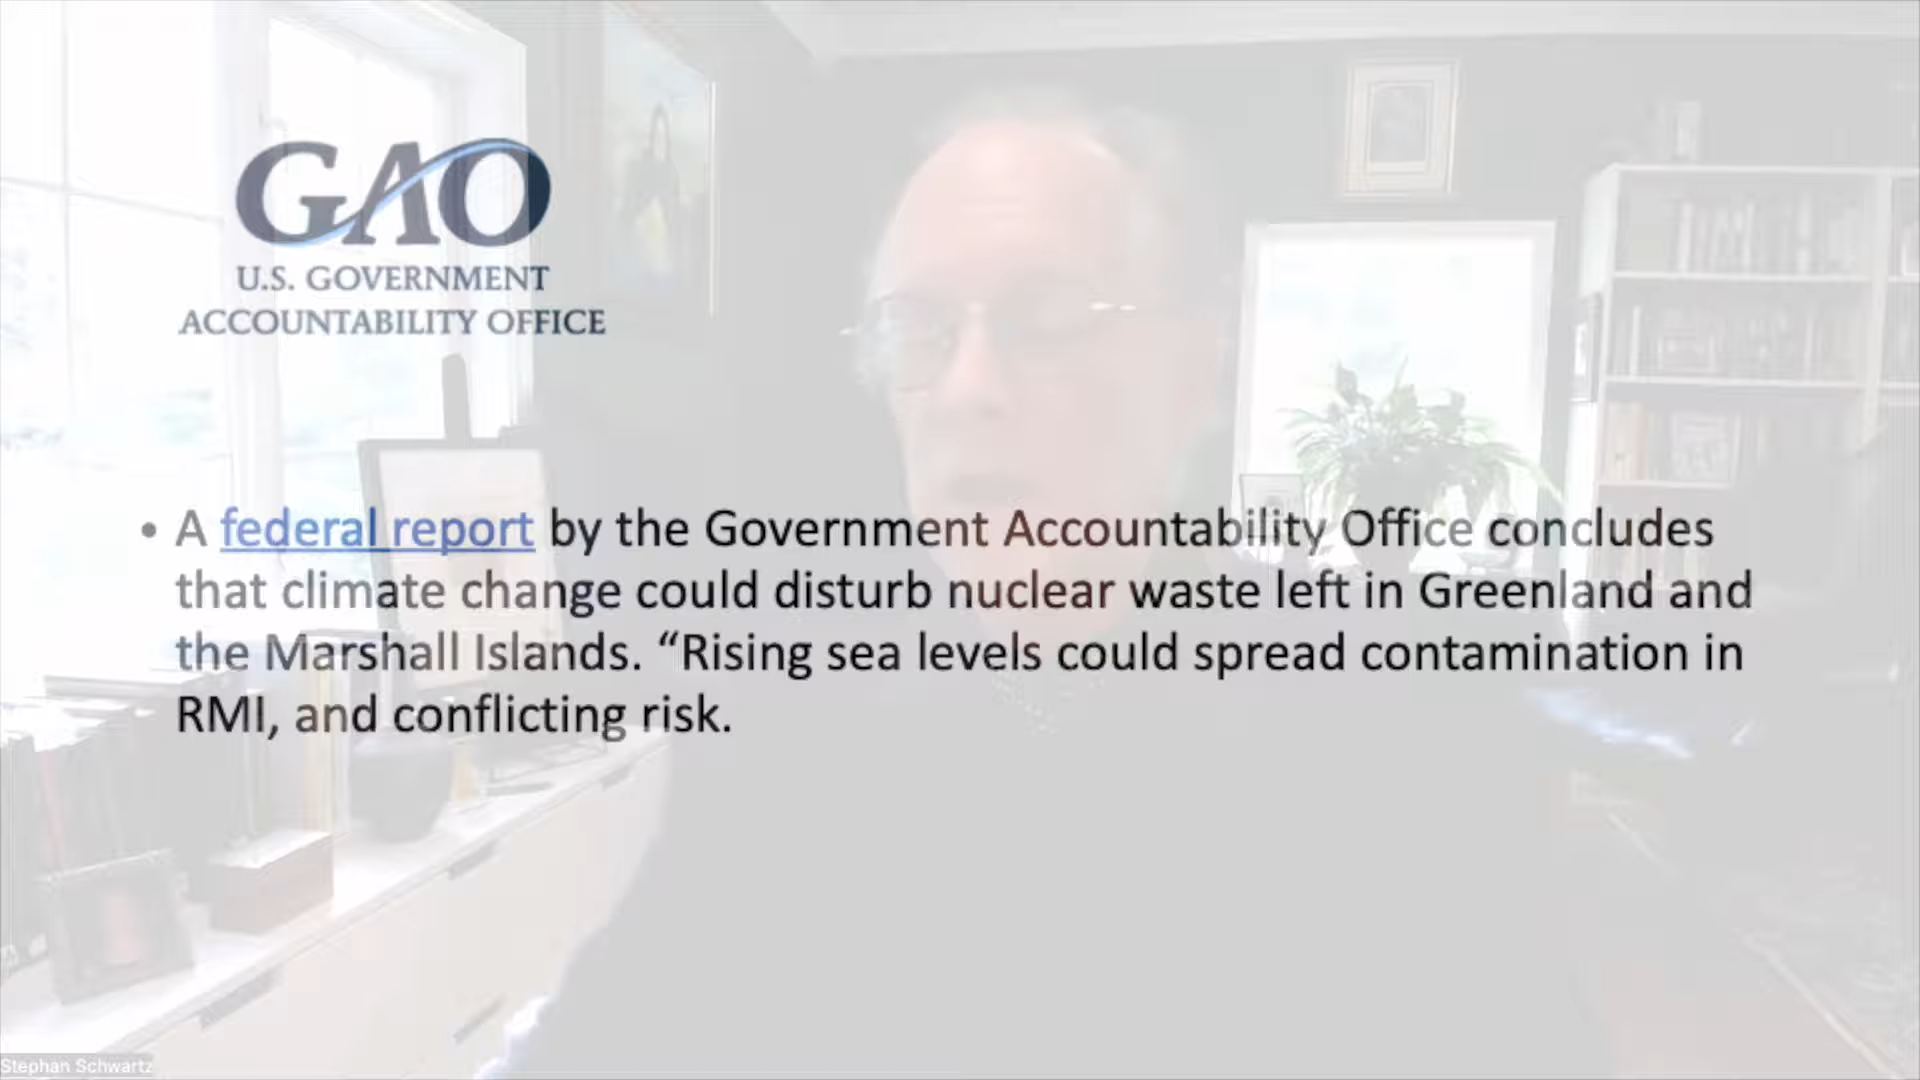 GAO
U.S. GOVERNMENT
ACCOUNTABILITY OFFICE
• A federal report by the Government Accountability Office concludes
that climate change could disturb nuclear waste left in Greenland and
the Marshall Islands. “Rising sea levels could spread contamination in
RMI, and conflicting risk.
Stephan Schwartz